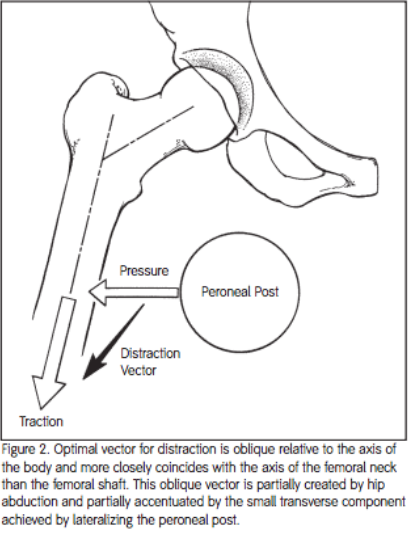 Pressure
Peroneal Post
Distraction
Vector
Traction
Figure 2. Optimal vector for distraction is oblique relative to the axis of
the body and more closely coincides with the axis of the femoral neck
than the femoral shaft. This oblique vector is partially created by hip
abduction and partially accentuated by the small transverse component
achieved by lateralizing the peroneal post.